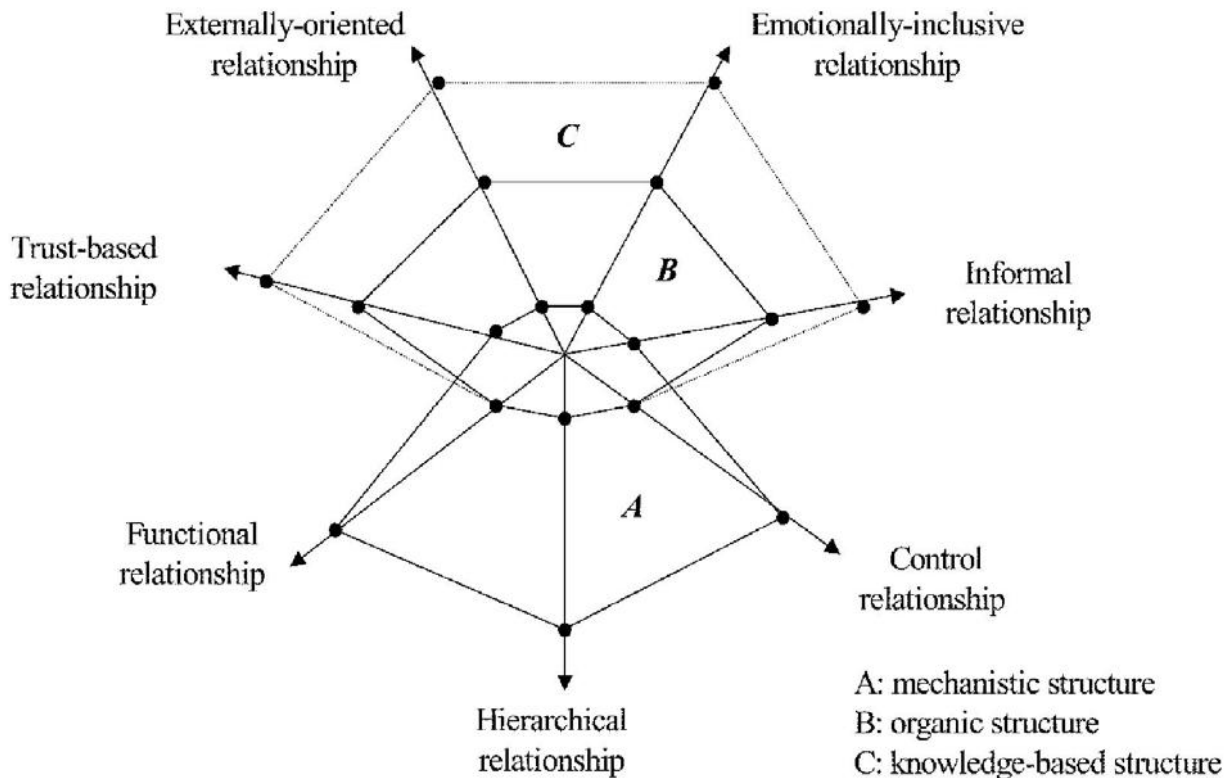 Externally-oriented
relationship
Emotionally-inclusive
relationship
C
Trust-based
relationship
B
Informal
relationship
A
Functional
relationship
Control
relationship
Hierarchical
relationship
A: mechanistic structure
B: organic structure
C: knowledge-based structure